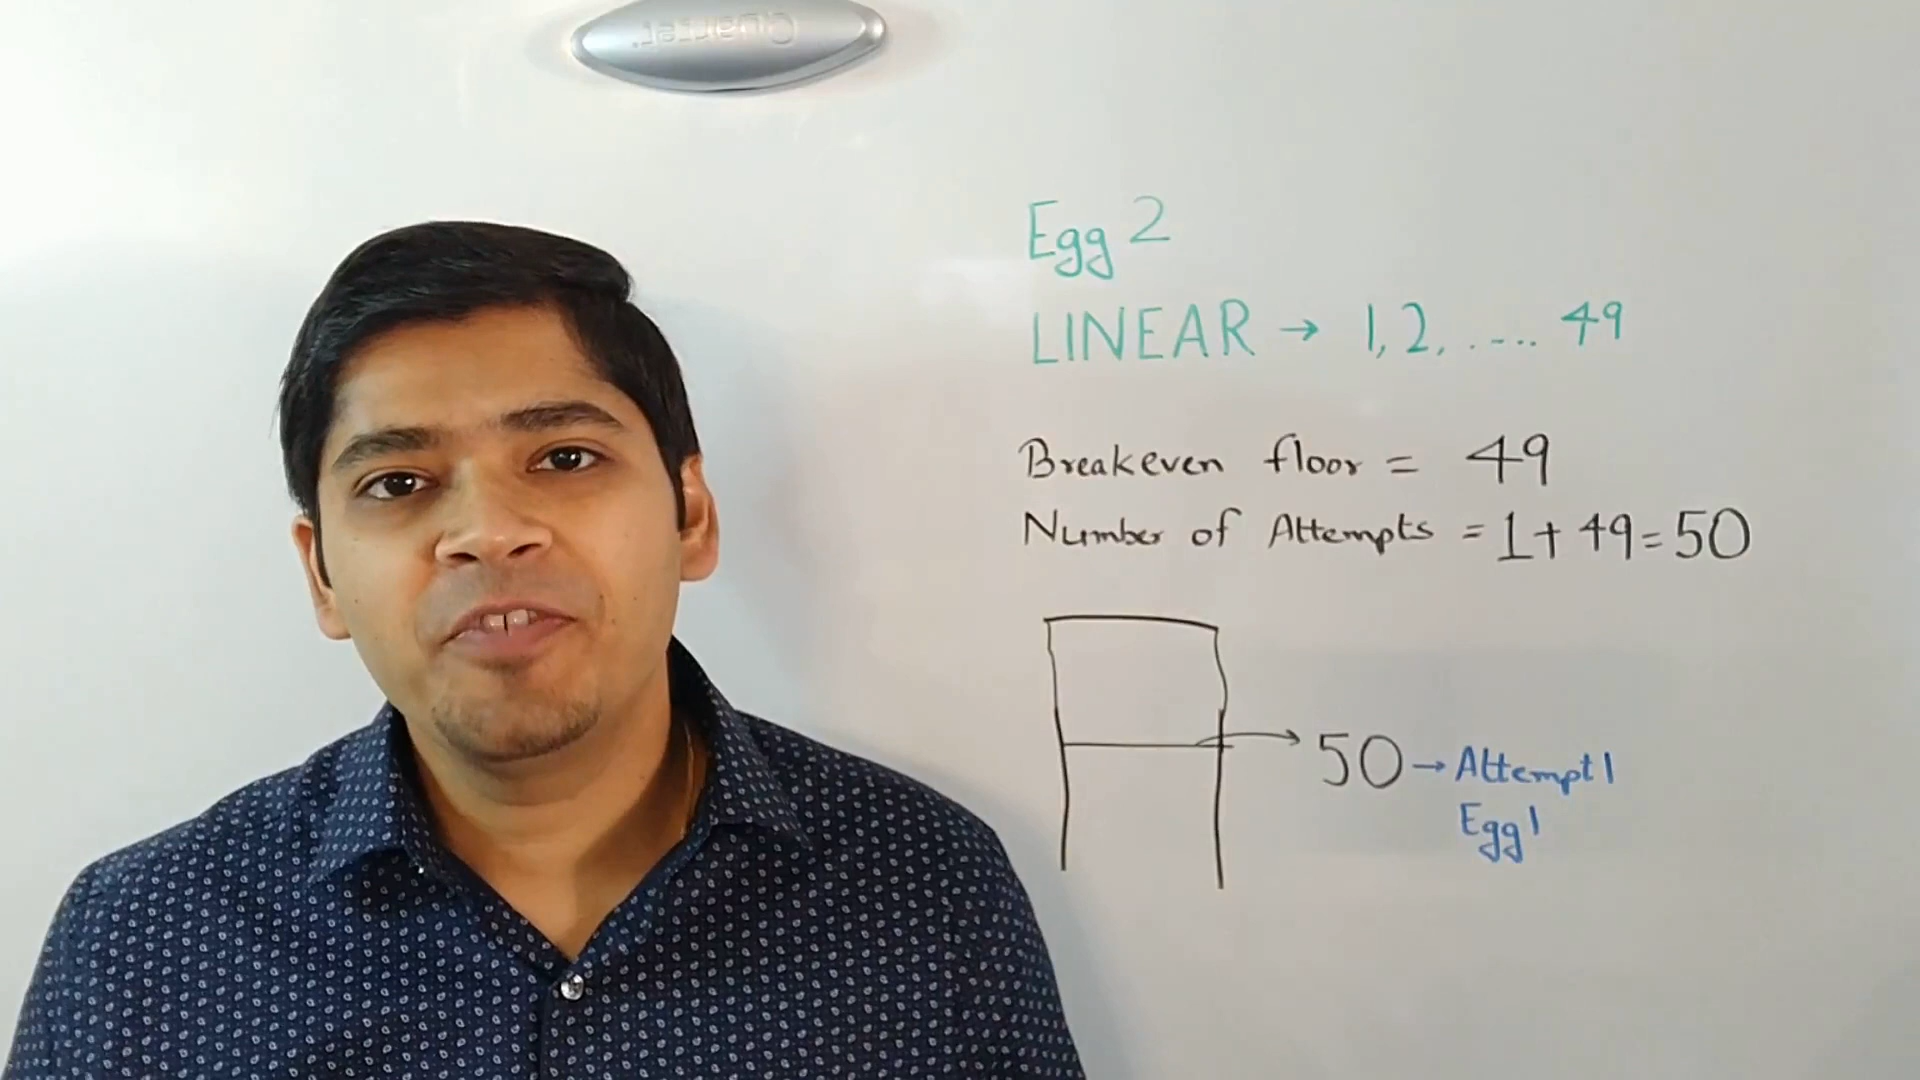 Quartet
Egg 2
LINEAR → 1, 2, ..... 49
Breakeven floor = 49
Number of Attempts = 1 + 49 = 50
50 → Attempt 1
Egg 1